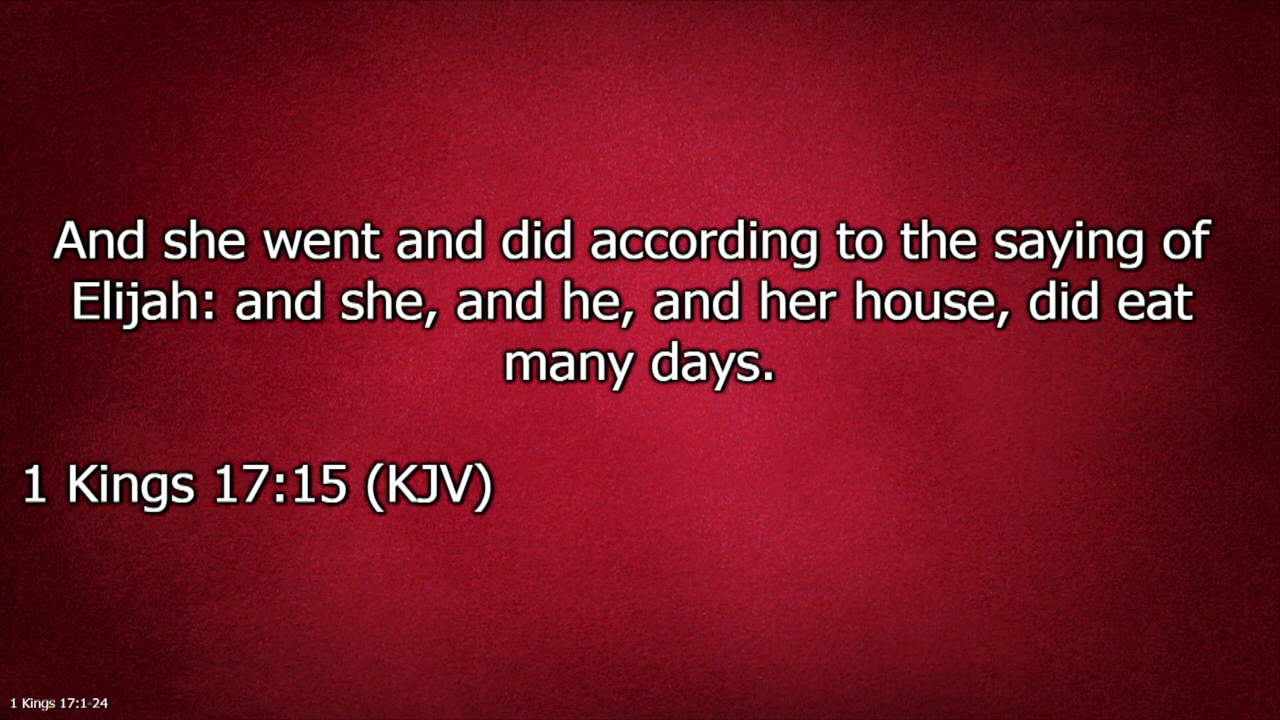 And she went and did according to the saying of
Elijah: and she, and he, and her house, did eat
many days.
1 Kings 17:15 (KJV)
1 Kings 17:1-24